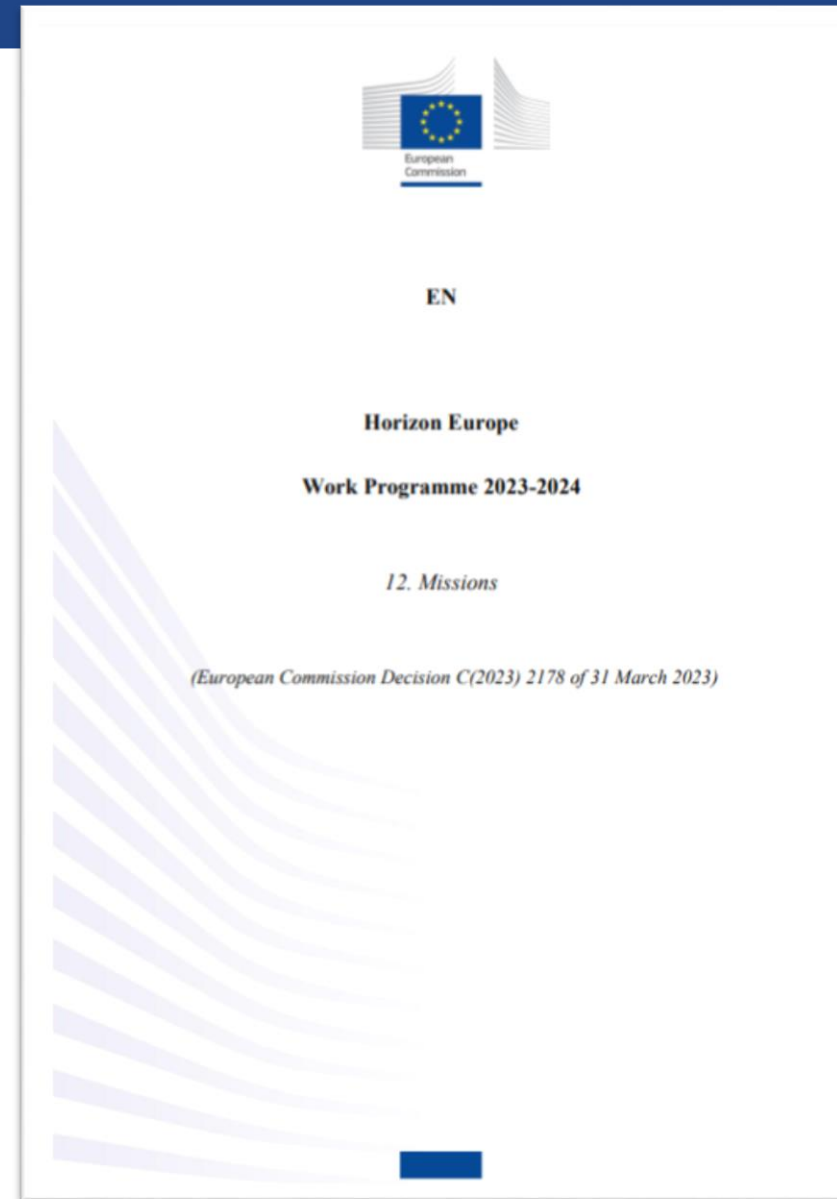 European
Commission
EN
Horizon Europe
Work Programme 2023-2024
12. Missions
(European Commission Decision C(2023) 2178 of 31 March 2023)